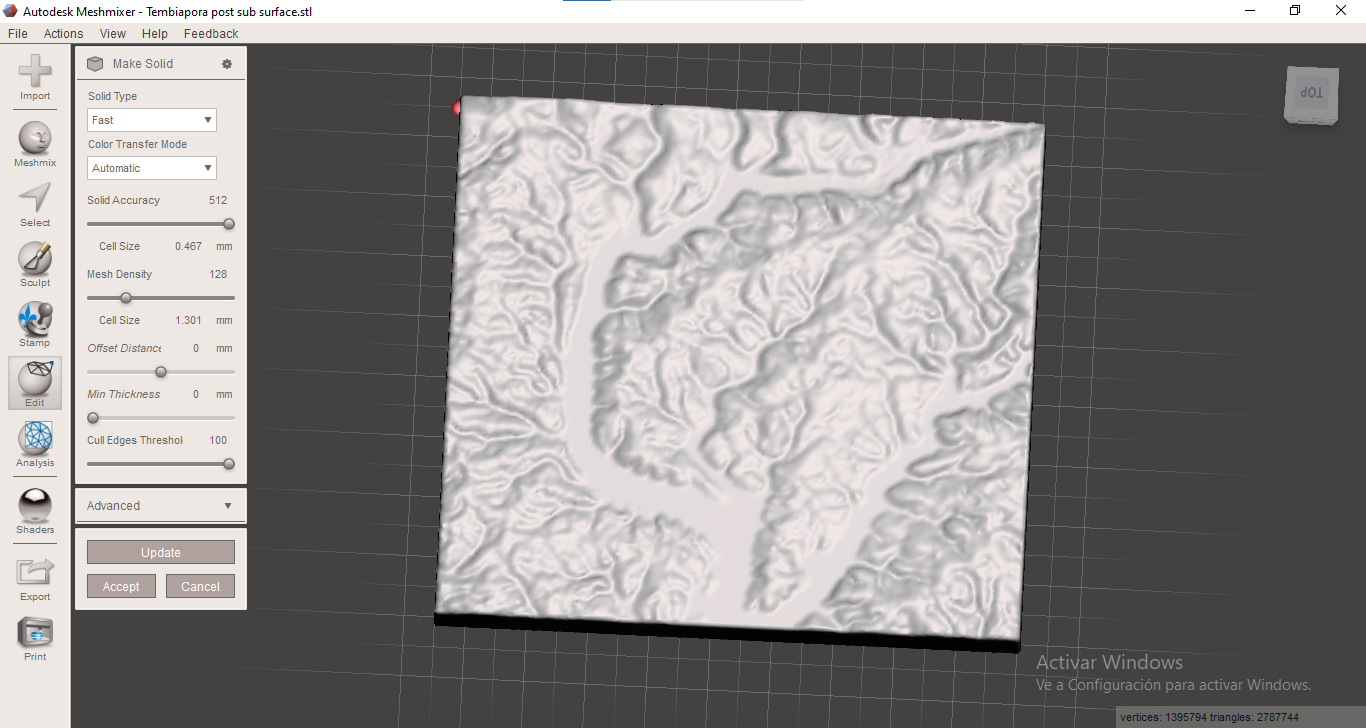 Autodesk Meshmixer - Tembiapora post sub surface.stl
File Actions View Help Feedback
Import
Meshmix
Select
Sculpt
Stamp
Edit
Analysis
Shaders
Export
Print
Make Solid
Solid Type
Fast
Color Transfer Mode
Automatic
Solid Accuracy 512
Cell Size 0.467 mm
Mesh Density 128
Cell Size 1.301 mm
Offset Distanc 0 mm
Min Thickness 0 mm
Cull Edges Threshol 100
Advanced
Update
Accept Cancel
TOP
Activar Windows
Ve a Configuración para activar Windows.
vertices: 1395794 triangles: 2787744